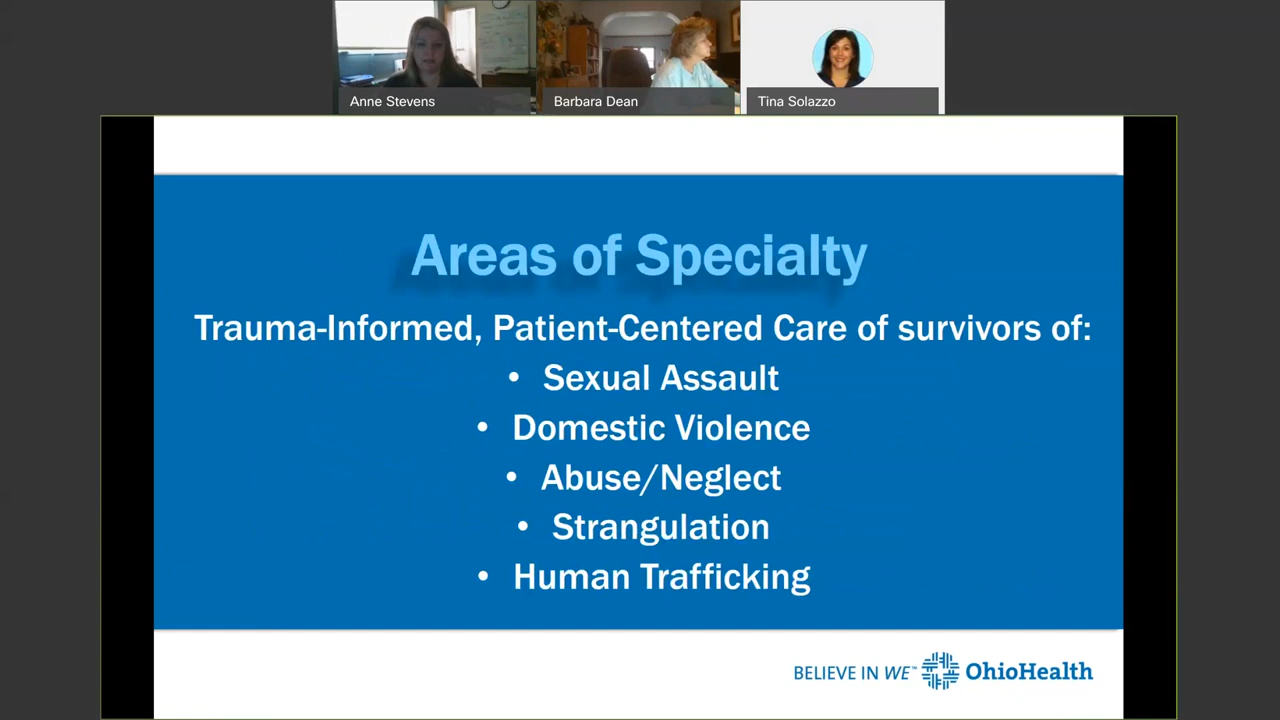 Anne Stevens
Barbara Dean
Tina Solazzo
Areas of Specialty
Trauma-Informed, Patient-Centered Care of survivors of:
• Sexual Assault
• Domestic Violence
• Abuse/Neglect
• Strangulation
• Human Trafficking
BELIEVE IN WE™ OhioHealth